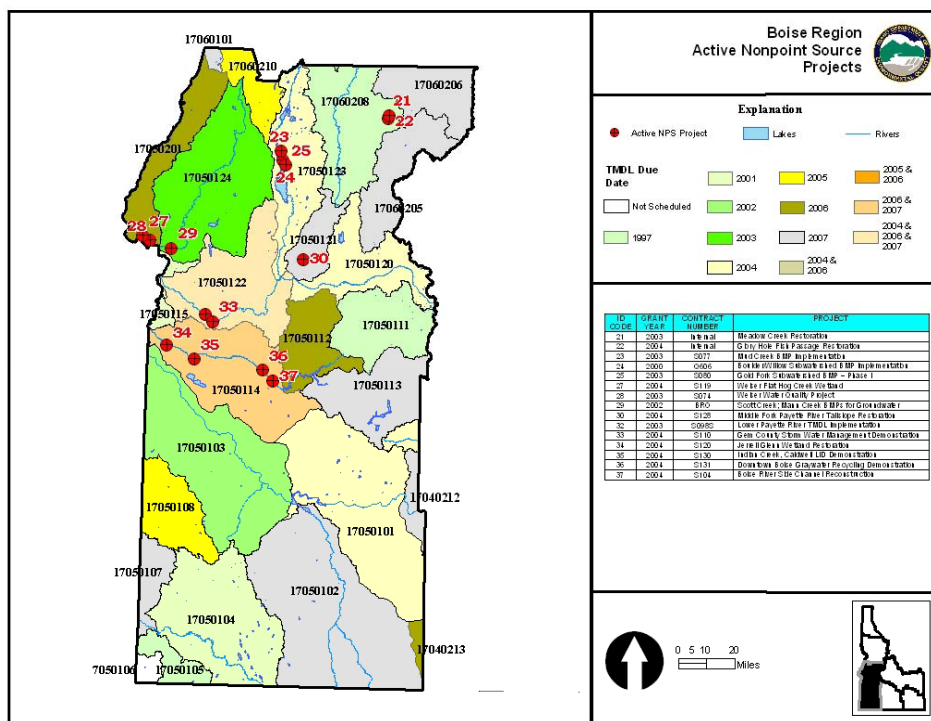 Boise Region
Active Nonpoint Source
Projects
Explanation
Active NPS Project
Lakes
Rivers
TMDL Due
Date
Not Scheduled
1997
2001
2002
2003
2004
2005
2006
2007
2004 &
2006
2005 &
2006
2006 &
2007
2004 &
2006 &
2007
ID CODE GRANT YEAR CONTRACT NUMBER PROJECT
21 2003 Internal Meadow Creek Restoration
22 2004 Internal Glory Hole Fish Passage Restoration
23 2003 S077 Mud Creek BMP Implementation
24 2000 Q606 Boulder/Willow Subwatershed BMP Implementation
25 2003 S080 Gold Fork Subwatershed BMP – Phase I
27 2004 S119 Weiser Flat Hog Creek Wetland
28 2003 S074 Weiser Water Quality Project
29 2002 BRO Scott Creek; Mann Creek BMPs for Groundwater
30 2004 S128 Middle Fork Payette River Tailslope Restoration
32 2003 S098S Lower Payette River TMDL Implementation
33 2004 S110 Gem County Storm Water Management Demonstration
34 2004 S120 Jerrell Glenn Wetland Restoration
35 2004 S130 Indian Creek, Caldwell LID Demonstration
36 2004 S131 Downtown Boise Graywater Recycling Demonstration
37 2004 S104 Boise River Side Channel Reconstruction
0 5 10 20
Miles
17060101
17060210
17060208
17060206
21
22
23
25
24
17060201
17050124
17050123
17060205
28
27
29
17050121
30
17050120
17050122
17050115
33
17050112
17050111
34
35
36
37
17050114
17050113
17050103
17050108
17050101
17040212
17050107
17050104
17050102
17040213
7050106
17050105